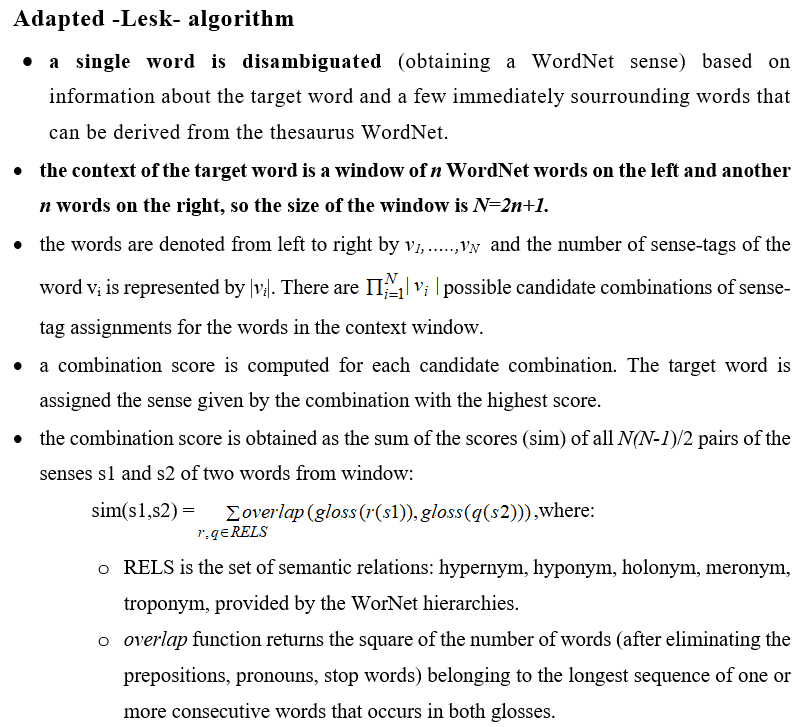 Adapted -Lesk- algorithm
• a single word is disambiguated (obtaining a WordNet sense) based on
information about the target word and a few immediately sourrounding words that
can be derived from the thesaurus WordNet.
• the context of the target word is a window of n WordNet words on the left and another
n words on the right, so the size of the window is N=2n+1.
• the words are denoted from left to right by v₁,.....,v_N and the number of sense-tags of the
word vᵢ is represented by |vᵢ|. There are ∏ᵢ₌₁ᴺ | vᵢ | possible candidate combinations of sense-
tag assignments for the words in the context window.
• a combination score is computed for each candidate combination. The target word is
assigned the sense given by the combination with the highest score.
• the combination score is obtained as the sum of the scores (sim) of all N(N-1)/2 pairs of the
senses s1 and s2 of two words from window:
sim(s1,s2) = ∑overlap(gloss(r(s1)),gloss(q(s2))),where:
r,q∈RELS
o RELS is the set of semantic relations: hypernym, hyponym, holonym, meronym,
troponym, provided by the WorNet hierarchies.
o overlap function returns the square of the number of words (after eliminating the
prepositions, pronouns, stop words) belonging to the longest sequence of one or
more consecutive words that occurs in both glosses.